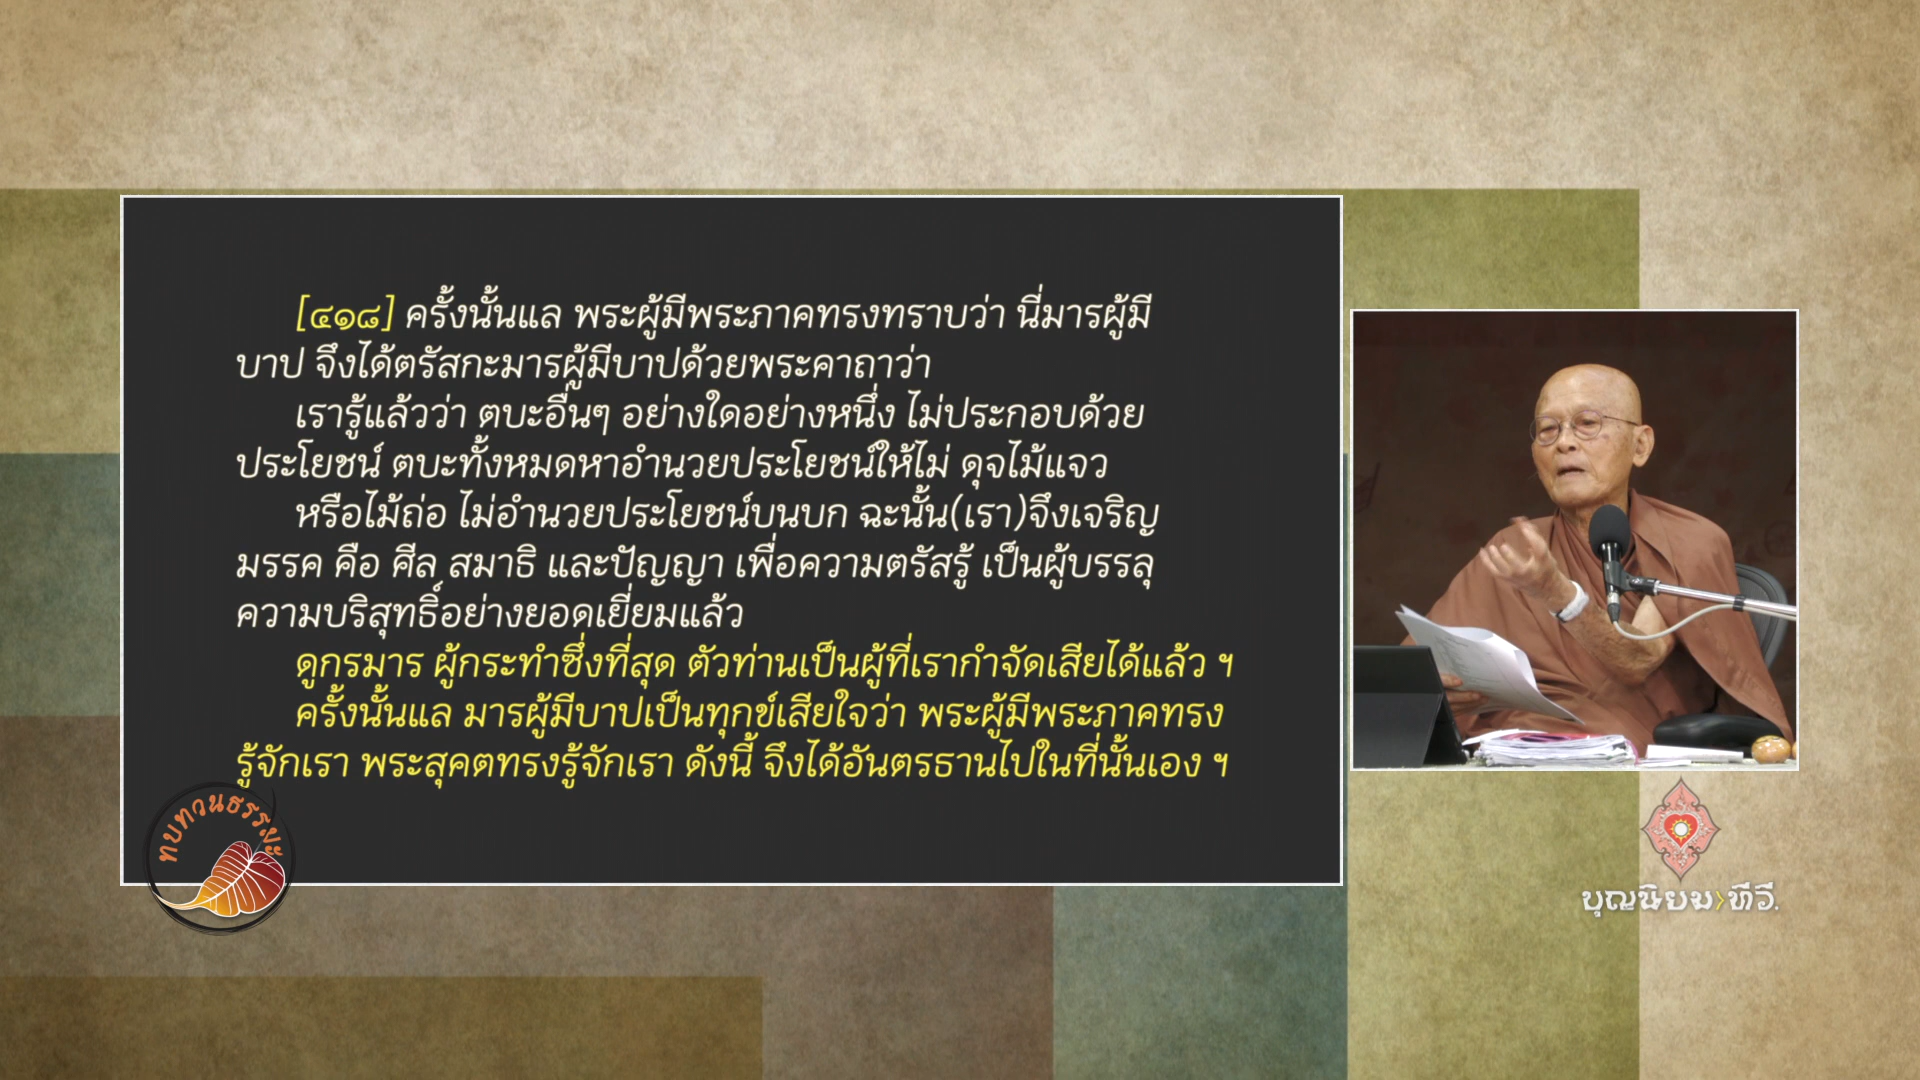 [๔๑๘] ครั้งนั้นแล พระผู้มีพระภาคทรงทราบว่า นี่มารผู้มี
บาป จึงได้ตรัสกะมารผู้มีบาปด้วยพระคาถาว่า
เรารู้แล้วว่า ตบะอื่นๆ อย่างใดอย่างหนึ่ง ไม่ประกอบด้วย
ประโยชน์ ตบะทั้งหมดหาอำนวยประโยชน์ให้ไม่ ดุจไม้แจว
หรือไม้ถ่อ ไม่อำนวยประโยชน์บนบก ฉะนั้น(เรา)จึงเจริญ
มรรค คือ ศีล สมาธิ และปัญญา เพื่อความตรัสรู้ เป็นผู้บรรลุ
ความบริสุทธิ์อย่างยอดเยี่ยมแล้ว
ดูกรมาร ผู้กระทำซึ่งที่สุด ตัวท่านเป็นผู้ที่เรากำจัดเสียได้แล้ว ฯ
ครั้งนั้นแล มารผู้มีบาปเป็นทุกข์เสียใจว่า พระผู้มีพระภาคทรง
รู้จักเรา พระสุคตทรงรู้จักเรา ดังนี้ จึงได้อันตรธานไปในที่นั้นเอง ฯ
ทบทวนธรรมะ
บุญนิยม>ทีวี.